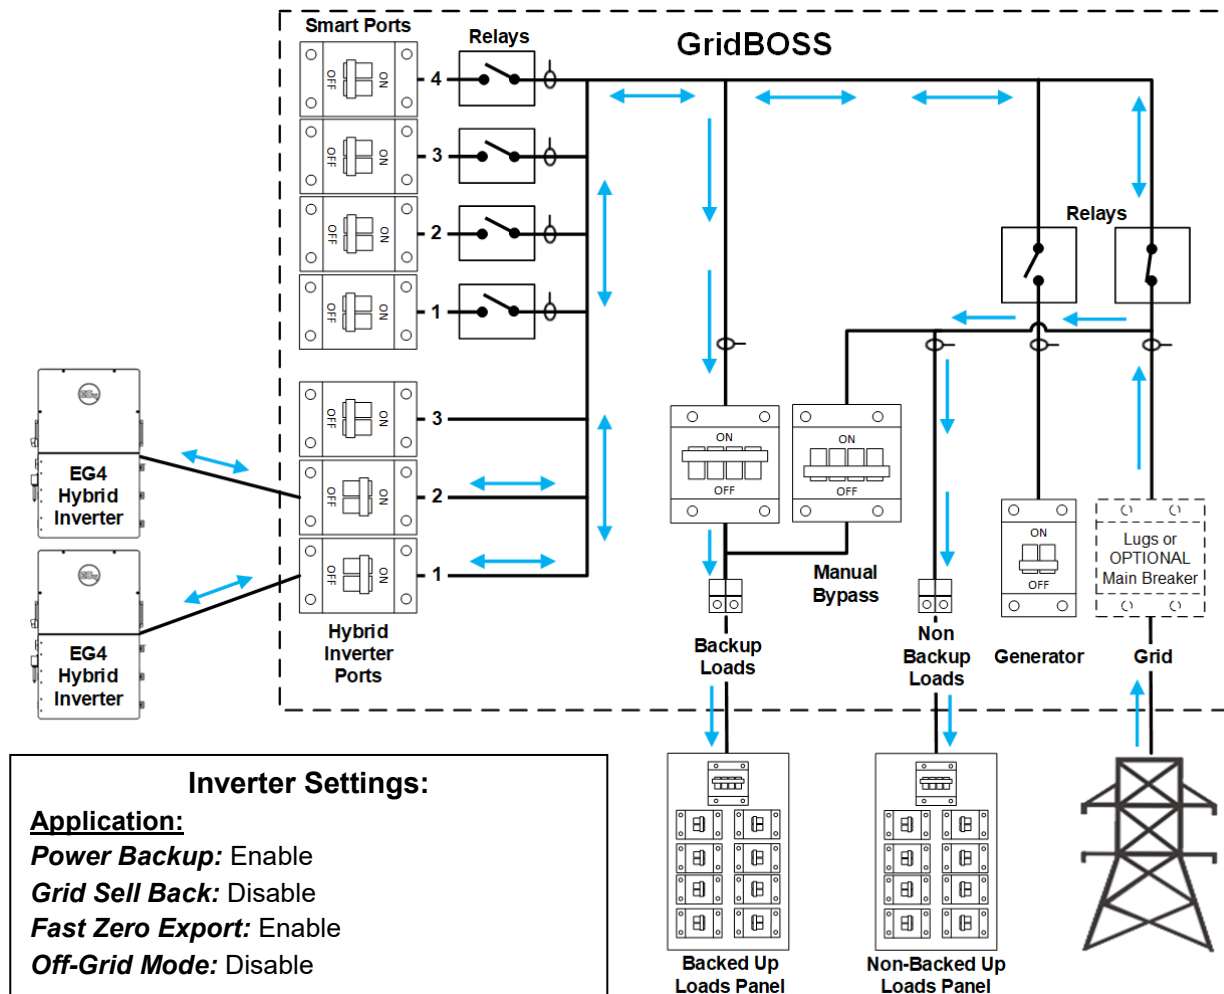 Smart Ports
Relays
GridBOSS
OFF
ON
4
OFF
ON
3
OFF
ON
2
OFF
ON
1
Relays
OFF
ON
3
OFF
ON
2
OFF
ON
1
EG4
Hybrid
Inverter
EG4
Hybrid
Inverter
Hybrid
Inverter
Ports
ON
OFF
ON
OFF
Manual
Bypass
Backup
Loads
Non
Backup
Loads
ON
OFF
Generator
Lugs or
OPTIONAL
Main Breaker
Grid
Inverter Settings:
Application:
Power Backup: Enable
Grid Sell Back: Disable
Fast Zero Export: Enable
Off-Grid Mode: Disable
Backed Up
Loads Panel
Non-Backed Up
Loads Panel